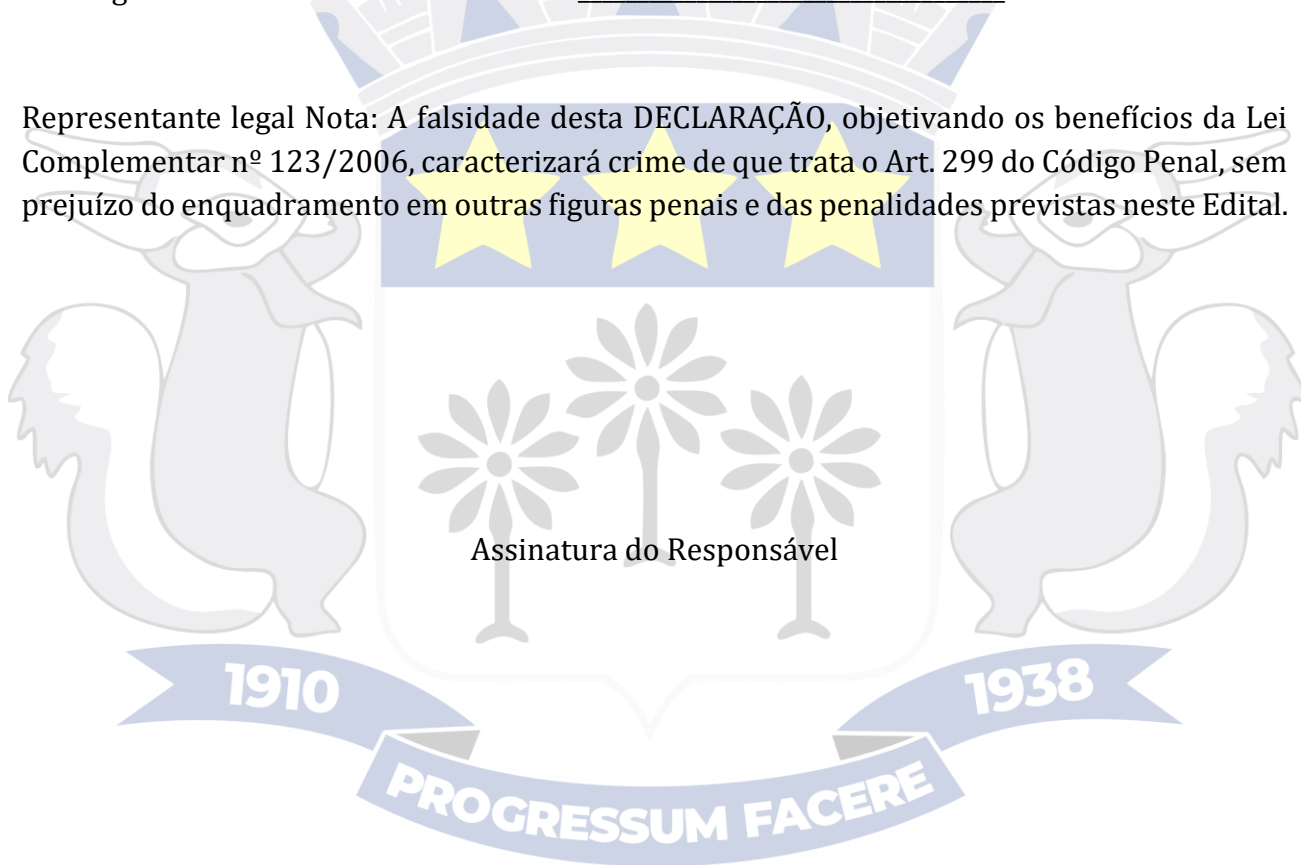 Representante legal Nota: A falsidade desta DECLARAÇÃO, objetivando os benefícios da Lei
Complementar nº 123/2006, caracterizará crime de que trata o Art. 299 do Código Penal, sem
prejuízo do enquadramento em outras figuras penais e das penalidades previstas neste Edital.
Assinatura do Responsável
1910
1938
PROGRESSUM FACERE